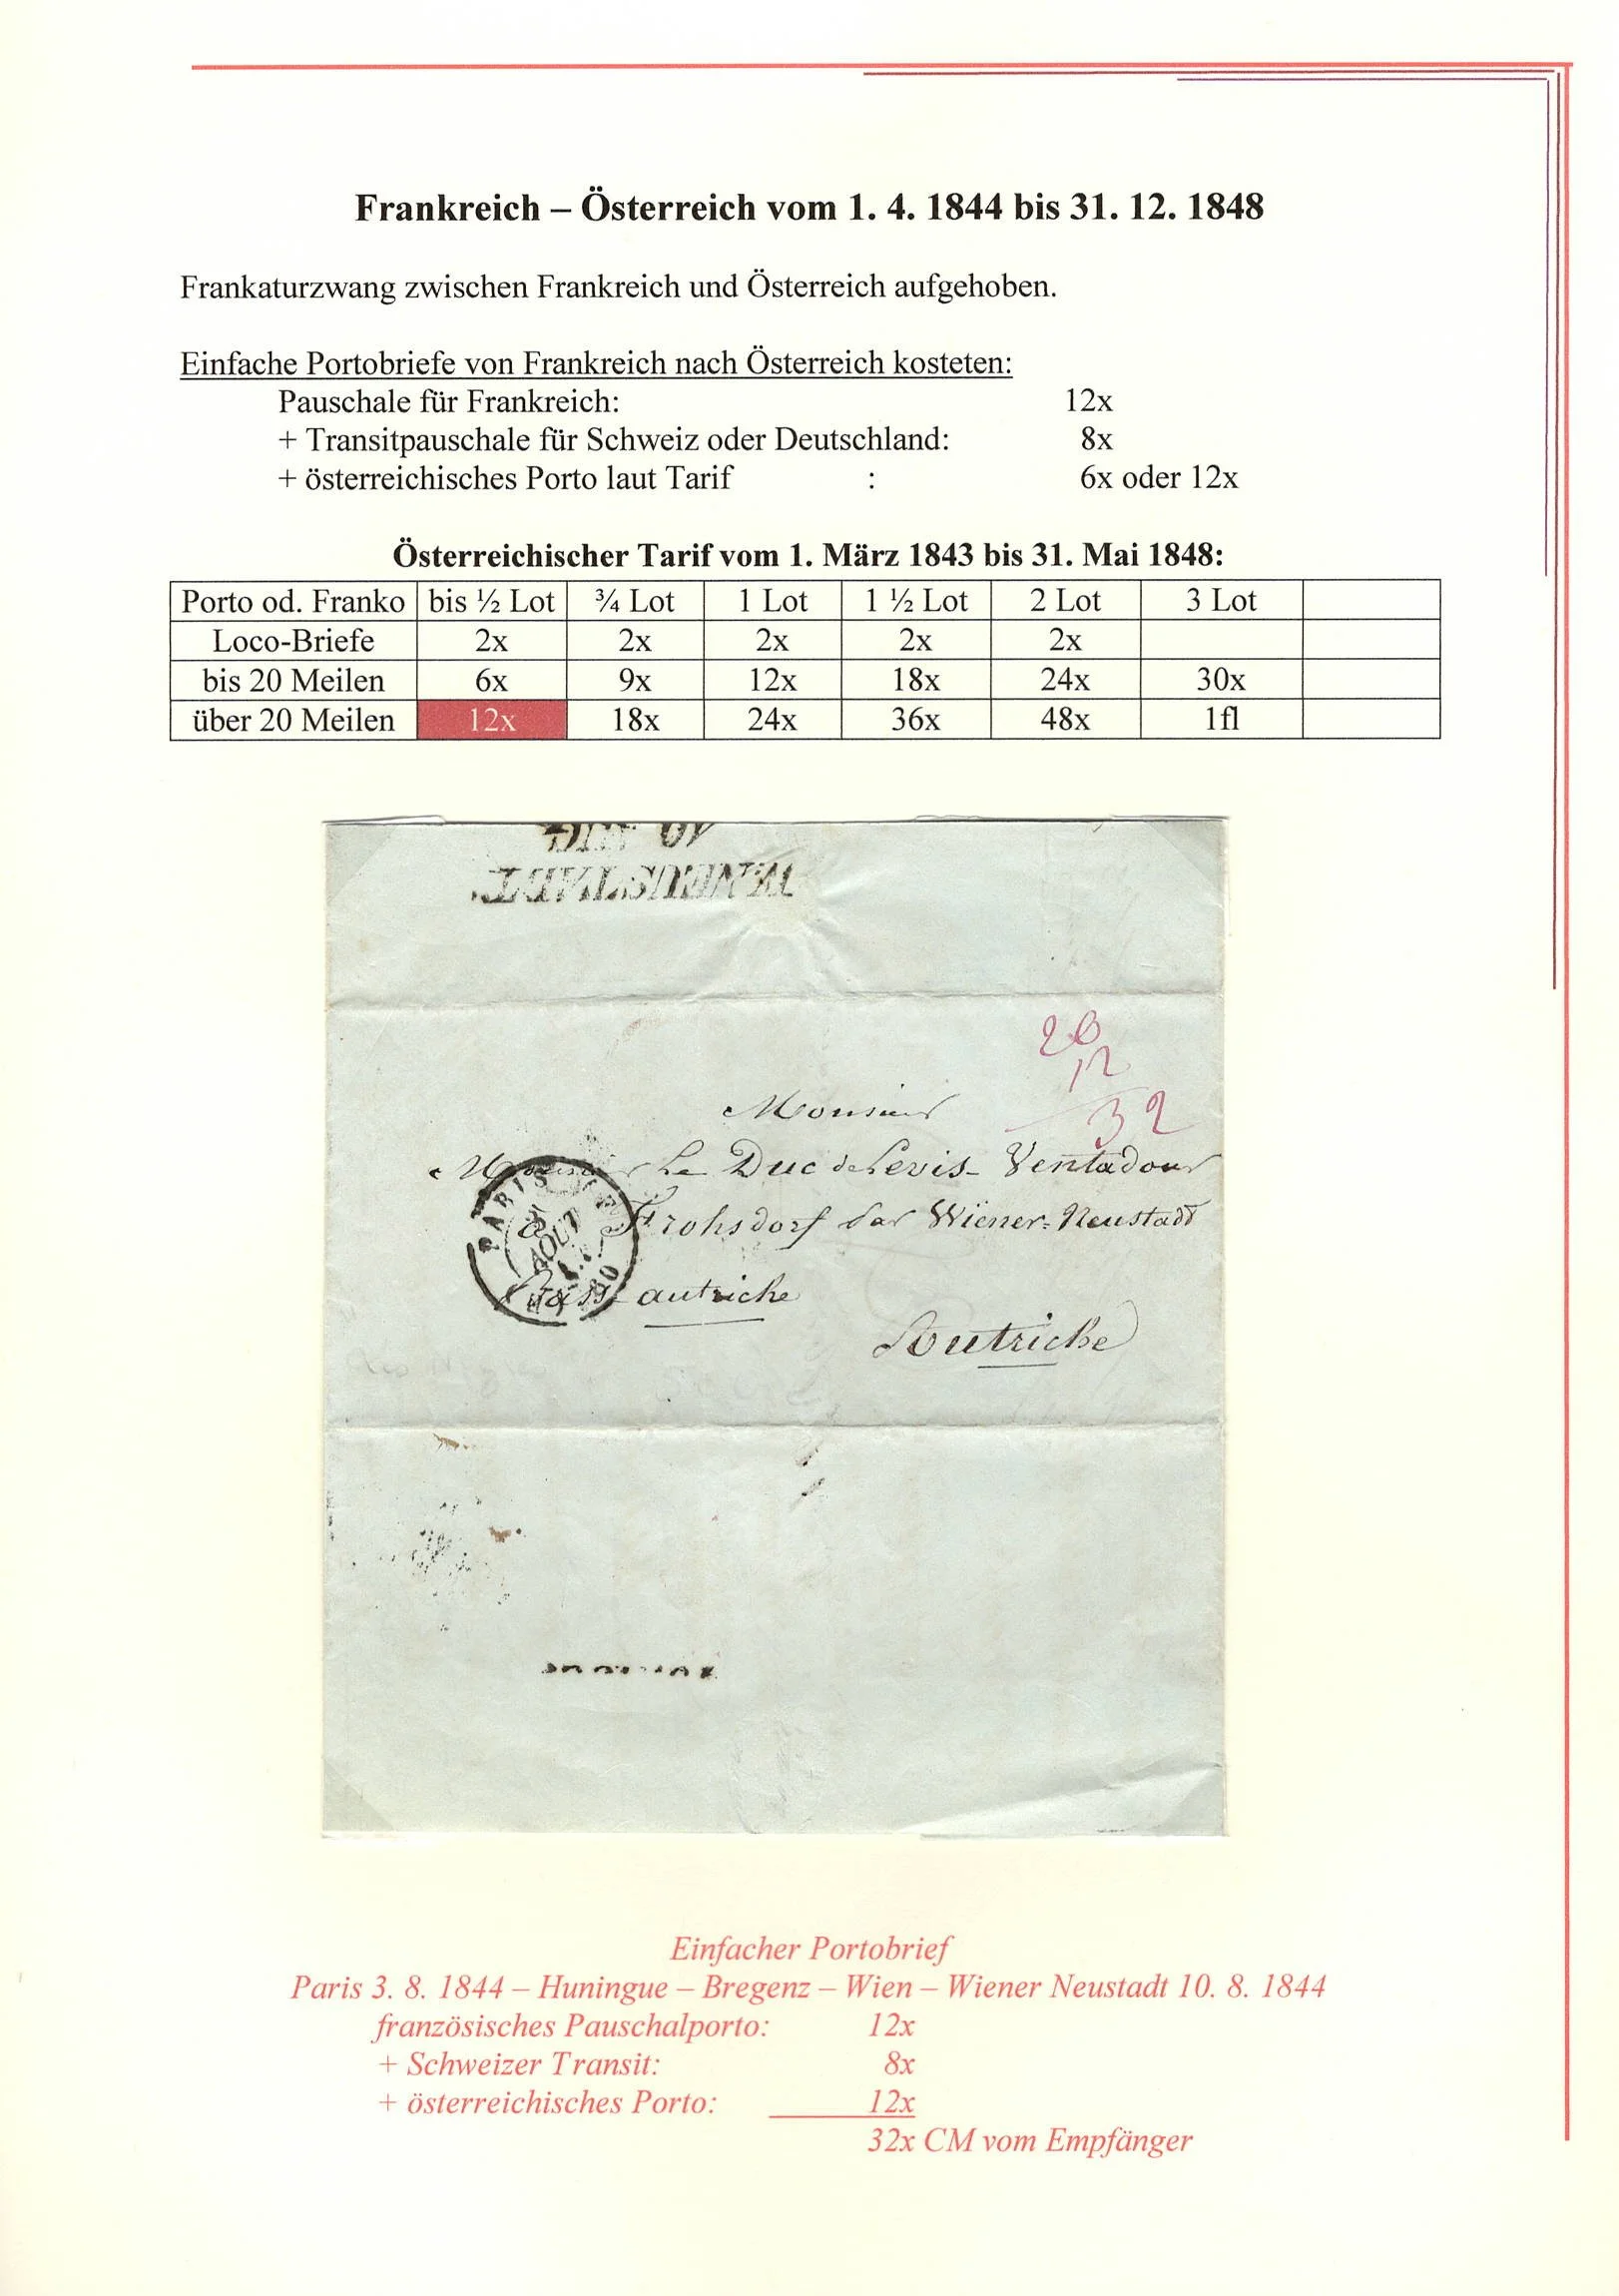 Frankreich – Österreich vom 1. 4. 1844 bis 31. 12. 1848
Frankaturzwang zwischen Frankreich und Österreich aufgehoben.
Einfache Portobriefe von Frankreich nach Österreich kosteten:
Pauschale für Frankreich: 12x
+ Transitpauschale für Schweiz oder Deutschland: 8x
+ österreichisches Porto laut Tarif : 6x oder 12x
Österreichischer Tarif vom 1. März 1843 bis 31. Mai 1848:
Porto od. Franko bis ½ Lot ¾ Lot 1 Lot 1 ½ Lot 2 Lot 3 Lot
Loco-Briefe 2x 2x 2x 2x 2x
bis 20 Meilen 6x 9x 12x 18x 24x 30x
über 20 Meilen 12x 18x 24x 36x 48x 1fl
10 AUG
W.NEUSTADT.
20
12
32
Monsieur
Monsieur Le Duc de Levis-Ventadour
Frohsdorf par Wiener-Neustadt
autriche
Autriche
PARIS
3
AOUT
Einfacher Portobrief
Paris 3. 8. 1844 – Huningue – Bregenz – Wien – Wiener Neustadt 10. 8. 1844
französisches Pauschalporto: 12x
+ Schweizer Transit: 8x
+ österreichisches Porto: 12x
32x CM vom Empfänger